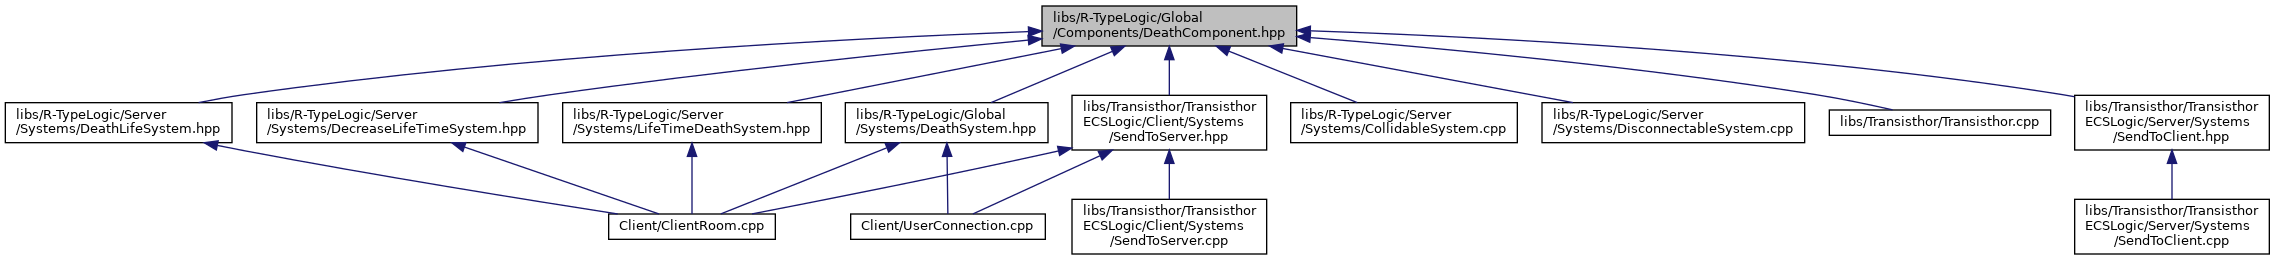 libs/R-TypeLogic/Global
/Components/DeathComponent.hpp
libs/R-TypeLogic/Server
/Systems/DeathLifeSystem.hpp
libs/R-TypeLogic/Server
/Systems/DecreaseLifeTimeSystem.hpp
libs/R-TypeLogic/Server
/Systems/LifeTimeDeathSystem.hpp
libs/R-TypeLogic/Global
/Systems/DeathSystem.hpp
libs/Transisthor/Transisthor
ECSLogic/Client/Systems
/SendToServer.hpp
libs/R-TypeLogic/Server
/Systems/CollidableSystem.cpp
libs/R-TypeLogic/Server
/Systems/DisconnectableSystem.cpp
libs/Transisthor/Transisthor.cpp
libs/Transisthor/Transisthor
ECSLogic/Server/Systems
/SendToClient.hpp
Client/ClientRoom.cpp
Client/UserConnection.cpp
libs/Transisthor/Transisthor
ECSLogic/Client/Systems
/SendToServer.cpp
libs/Transisthor/Transisthor
ECSLogic/Server/Systems
/SendToClient.cpp